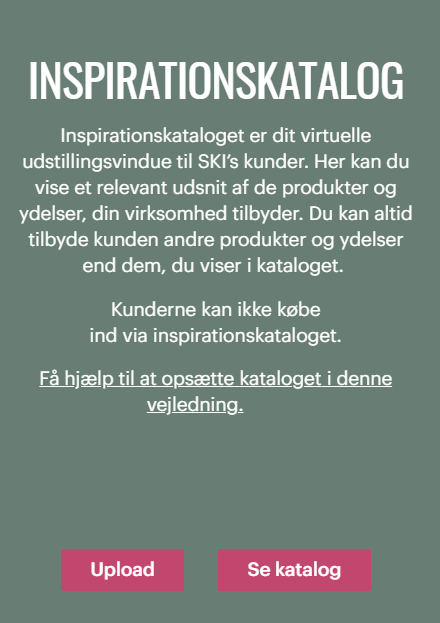 INSPIRATIONSKATALOG
Inspirationskataloget er dit virtuelle
udstillingsvindue til SKI’s kunder. Her kan du
vise et relevant udsnit af de produkter og
ydelser, din virksomhed tilbyder. Du kan altid
tilbyde kunden andre produkter og ydelser
end dem, du viser i kataloget.
Kunderne kan ikke købe
ind via inspirationskataloget.
Få hjælp til at opsætte kataloget i denne
vejledning.
Upload
Se katalog